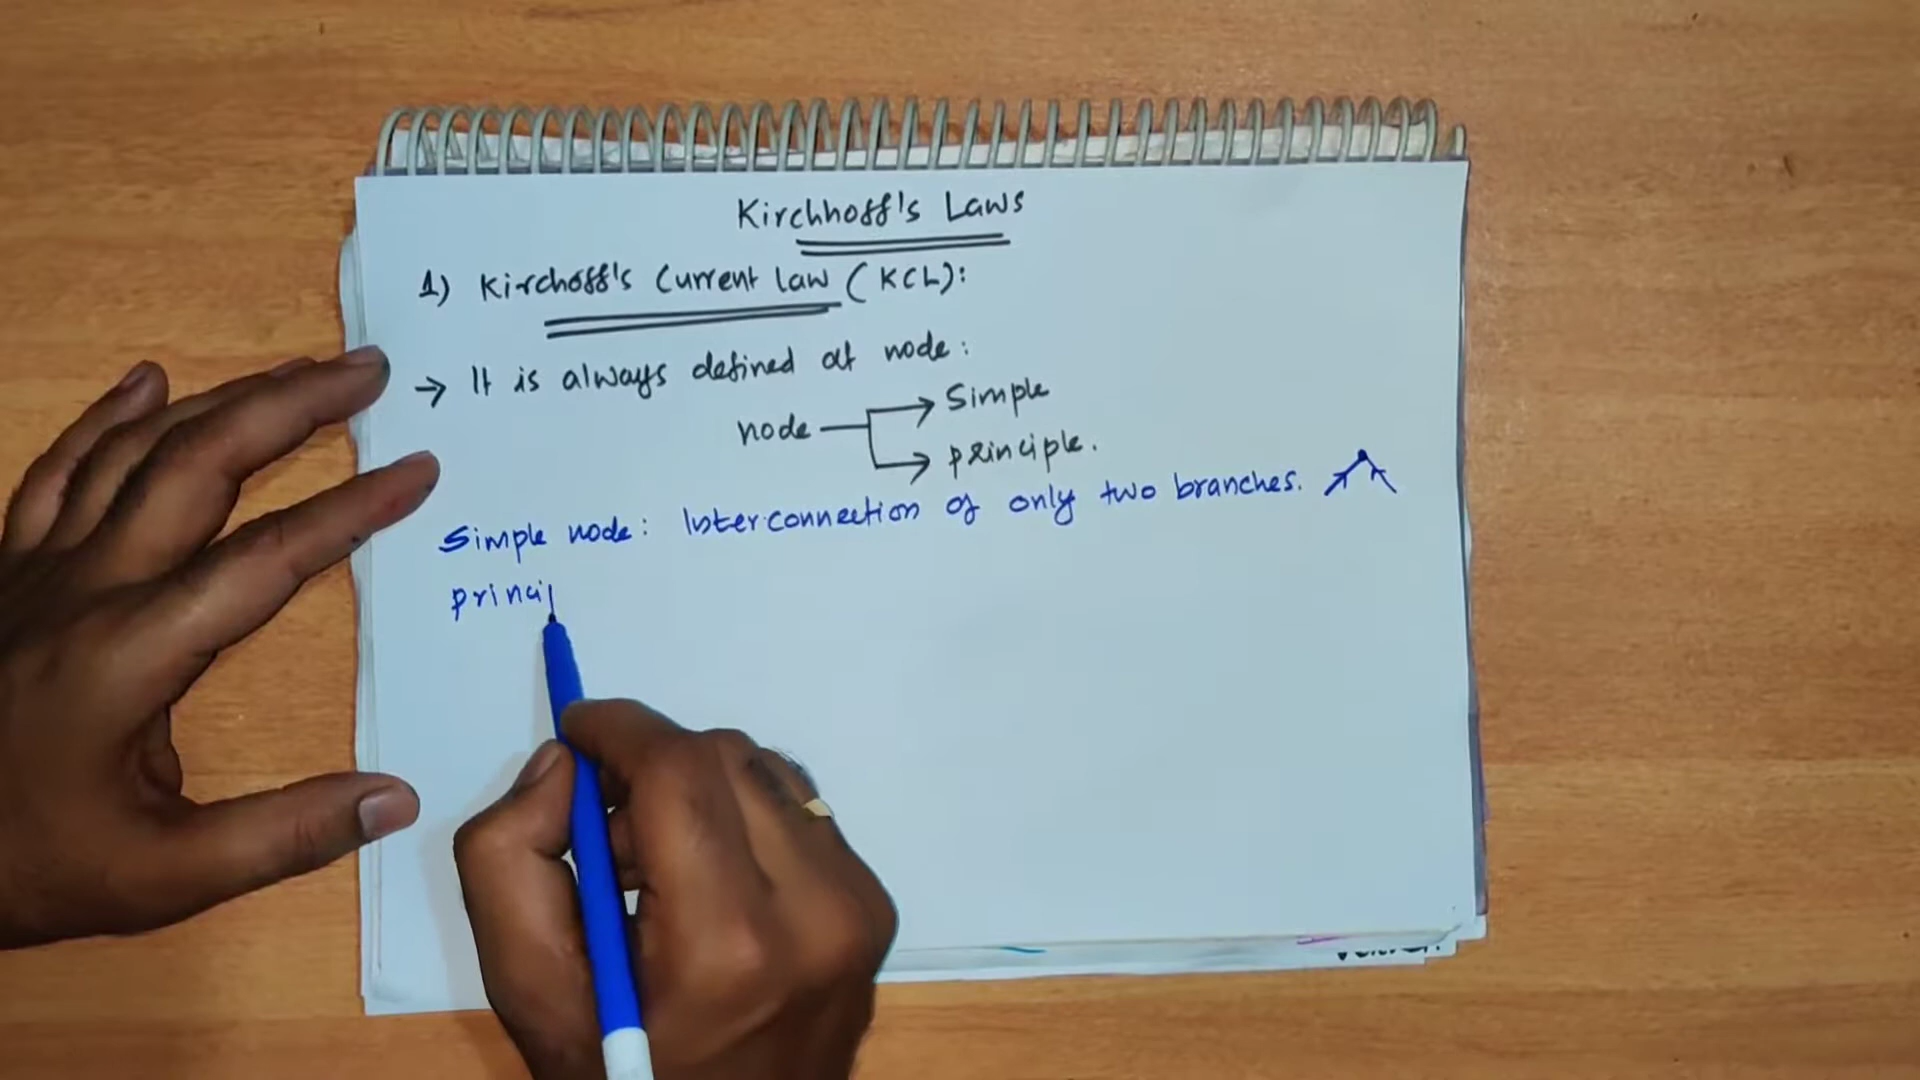 Kirchhoff's Laws
1) Kirchoff's Current law (KCL):
→ It is always defined at node:
Simple
node
principle.
Simple node: Interconnection of only two branches.
princip